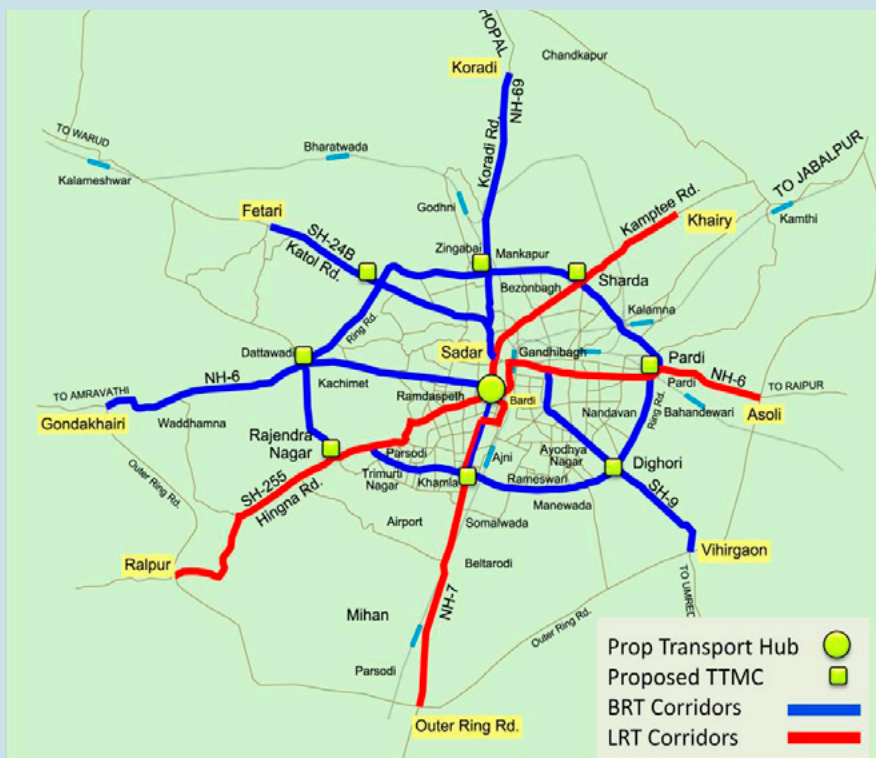 HOPAL
Chandkapur
Koradi
NH-69
Koradi Rd.
TO WARUD
Bharatwada
TO JABALPUR
Kalameshwar
Kamptee Rd.
Godhni
Fetari
Khairy
Kamthi
SH-24B
Katol Rd.
Zingabai
Mankapur
Bezonbagh
Sharda
Kalamna
Ring Rd.
Dattawadi
Sadar
Gandhibagh
Pardi
NH-6
Kachimet
Pardi
NH-6
TO RAIPUR
TO AMRAVATHI
Ramdaspeth
Bardi
Nandavan
Ring Rd.
Bahandewari
Asoli
Gondakhairi
Waddhamna
Rajendra
Nagar
Parsodi
Ajni
Ayodhya
Nagar
Dighori
Outer Ring Rd.
SH-255
Hingna Rd.
Trimurti
Nagar
Khamla
Rameswari
Manewada
SH-9
Airport
Somalwada
Vihirgaon
Ralpur
Beltarodi
TO UMRED
Mihan
NH-7
Outer Ring Rd.
Parsodi
Outer Ring Rd.
Prop Transport Hub
Proposed TTMC
BRT Corridors
LRT Corridors